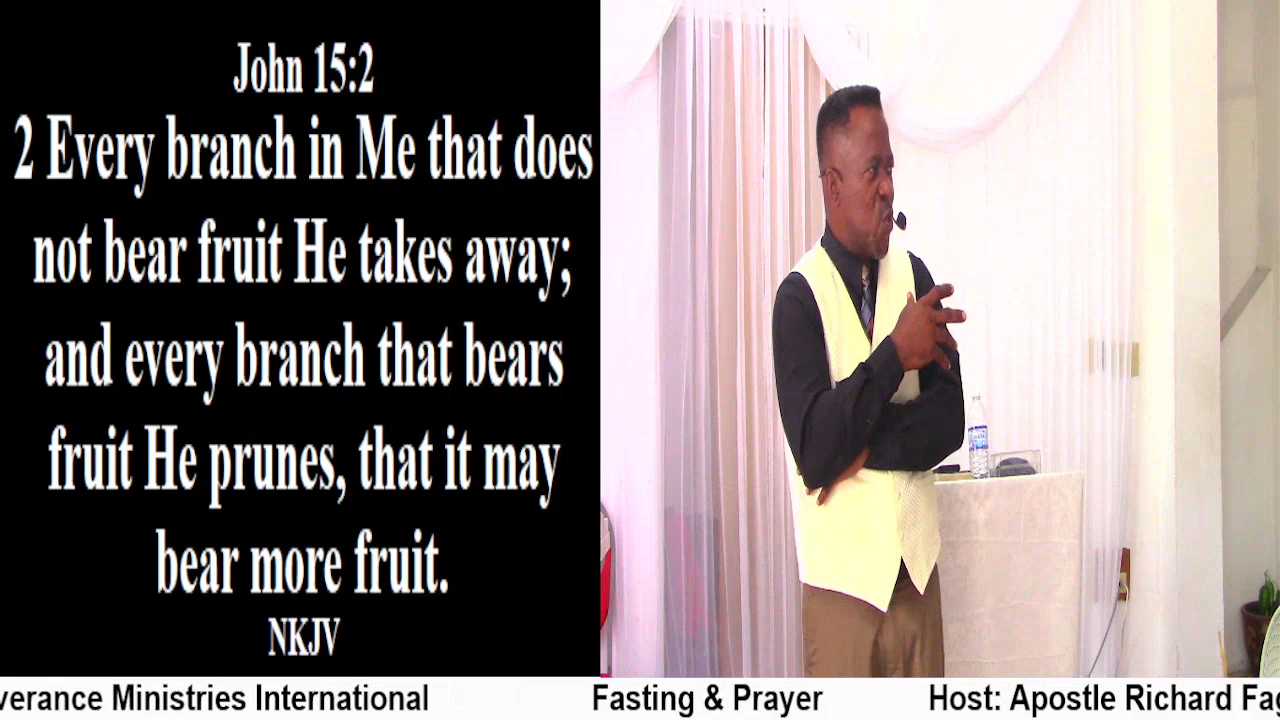 John 15:2
2 Every branch in Me that does
not bear fruit He takes away;
and every branch that bears
fruit He prunes, that it may
bear more fruit.
NKJV
verance Ministries International Fasting & Prayer Host: Apostle Richard Fag